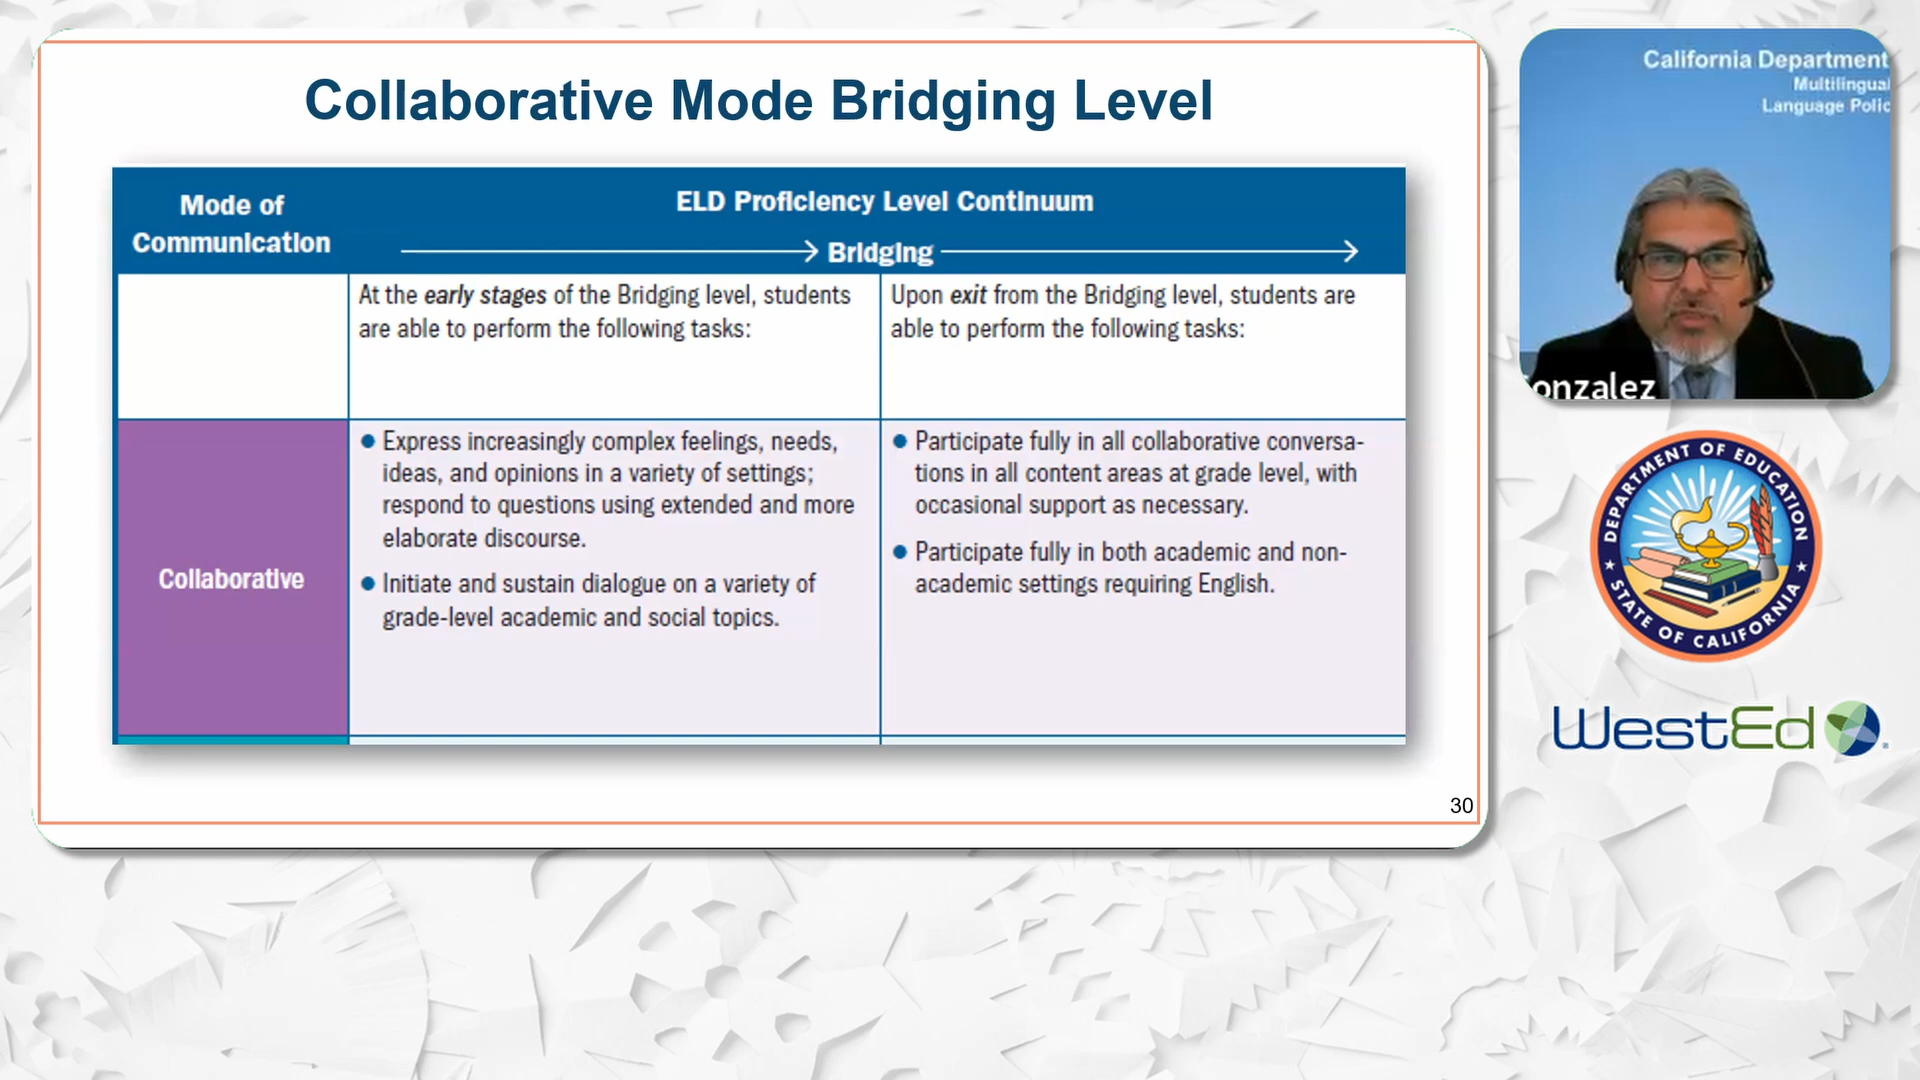 Collaborative Mode Bridging Level
Mode of
Communication
ELD Proficiency Level Continuum
Bridging
At the early stages of the Bridging level, students
are able to perform the following tasks:
Upon exit from the Bridging level, students are
able to perform the following tasks:
Collaborative
● Express increasingly complex feelings, needs,
ideas, and opinions in a variety of settings;
respond to questions using extended and more
elaborate discourse.
● Initiate and sustain dialogue on a variety of
grade-level academic and social topics.
● Participate fully in all collaborative conversa-
tions in all content areas at grade level, with
occasional support as necessary.
● Participate fully in both academic and non-
academic settings requiring English.
30
California Department
Multilingual
Language Polic
onzalez
DEPARTMENT OF EDUCATION
STATE OF CALIFORNIA
WestEd